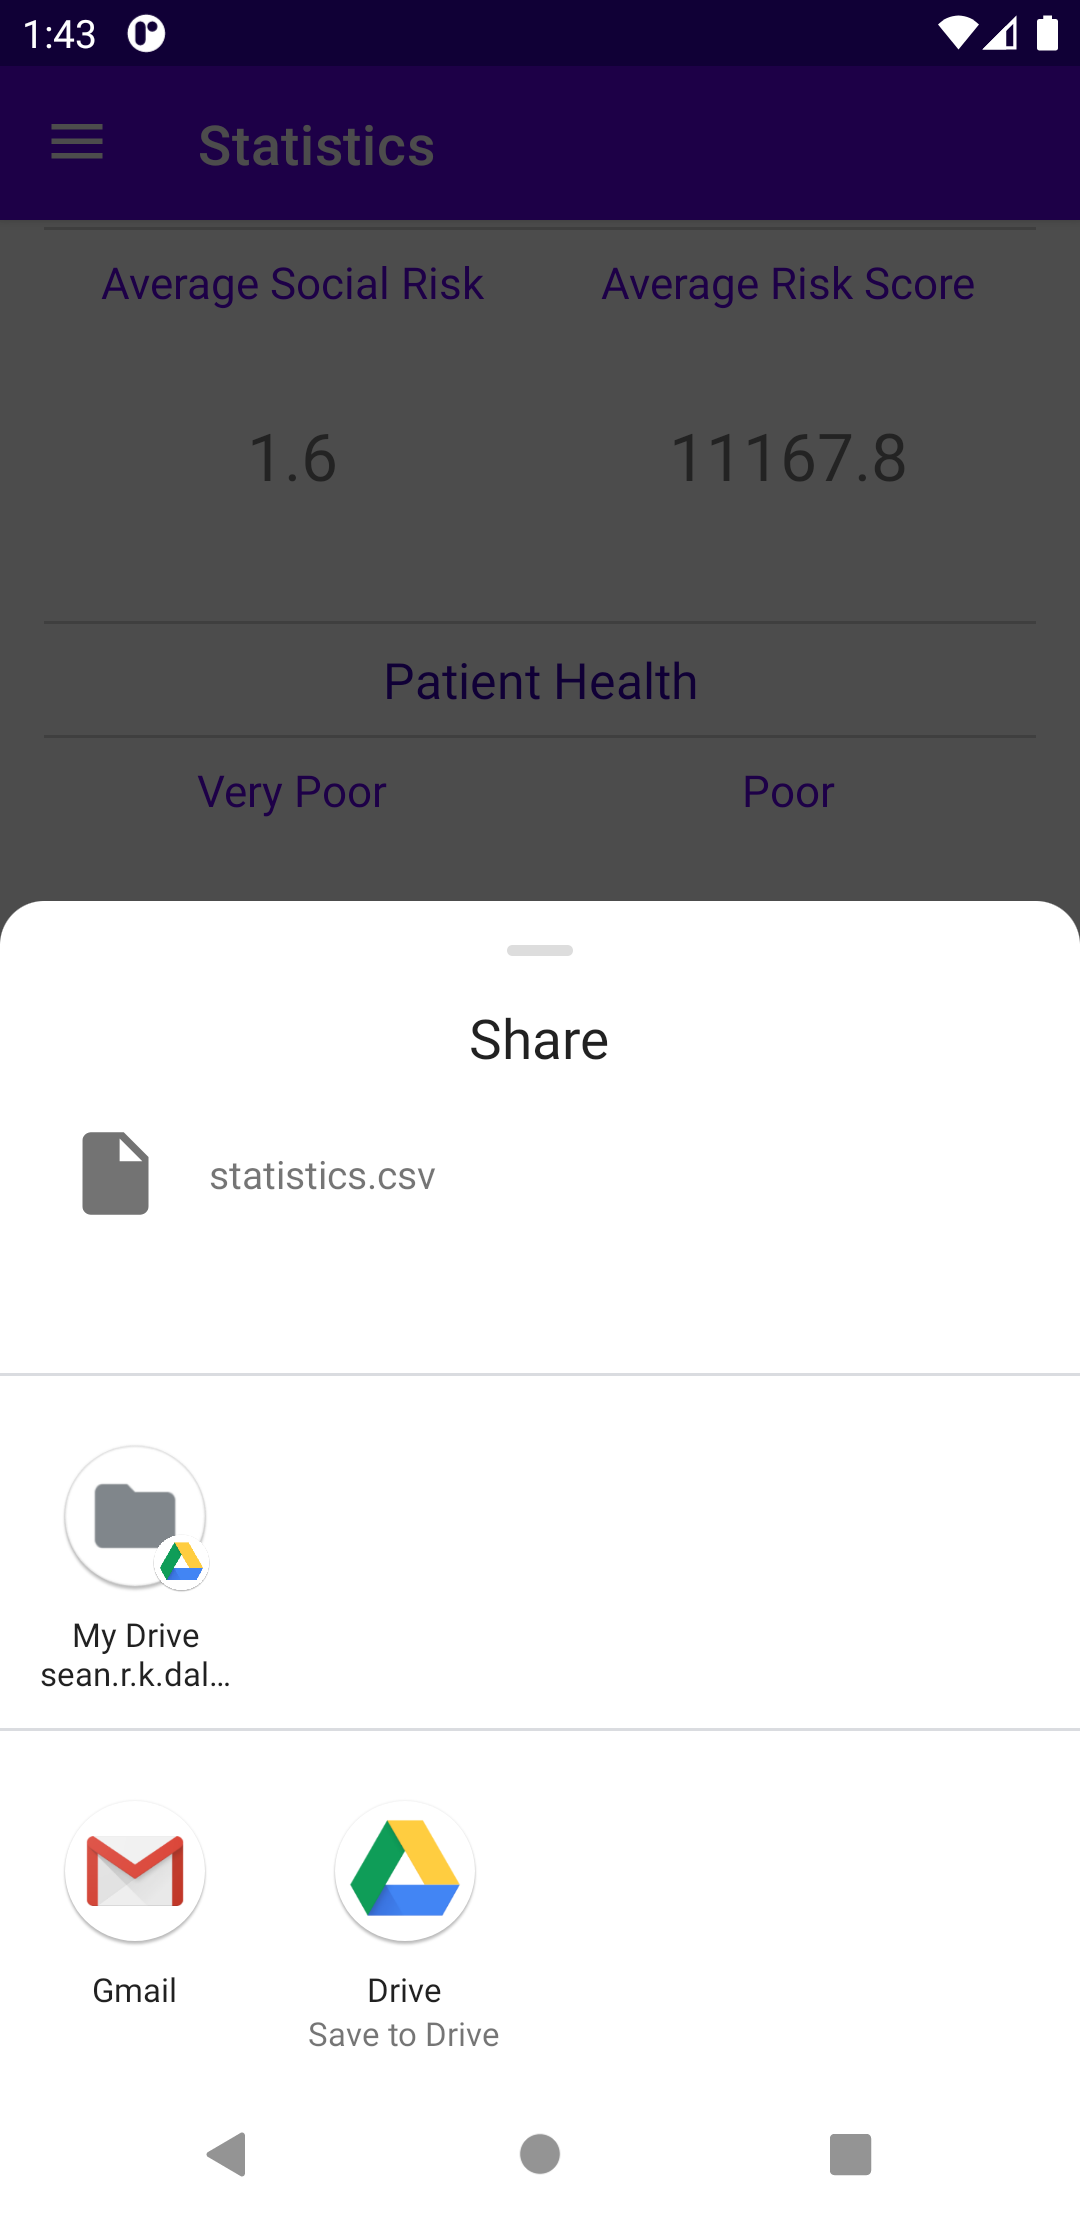 1:43
Statistics
Average Social Risk
Average Risk Score
1.6
11167.8
Patient Health
Very Poor
Poor
Share
statistics.csv
My Drive
sean.r.k.dal...
Gmail
Drive
Save to Drive